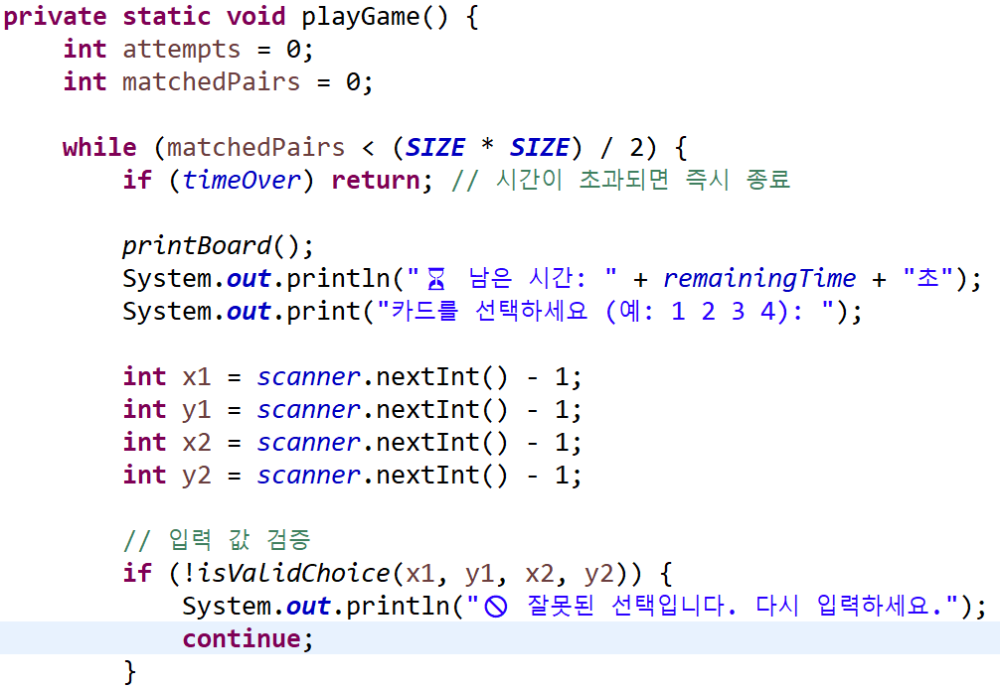 private static void playGame() {
    int attempts = 0;
    int matchedPairs = 0;

    while (matchedPairs < (SIZE * SIZE) / 2) {
        if (timeOver) return; // 시간이 초과되면 즉시 종료

        printBoard();
        System.out.println("⏳ 남은 시간: " + remainingTime + "초");
        System.out.print("카드를 선택하세요 (예: 1 2 3 4): ");

        int x1 = scanner.nextInt() - 1;
        int y1 = scanner.nextInt() - 1;
        int x2 = scanner.nextInt() - 1;
        int y2 = scanner.nextInt() - 1;

        // 입력 값 검증
        if (!isValidChoice(x1, y1, x2, y2)) {
            System.out.println("🚫 잘못된 선택입니다. 다시 입력하세요.");
            continue;
        }